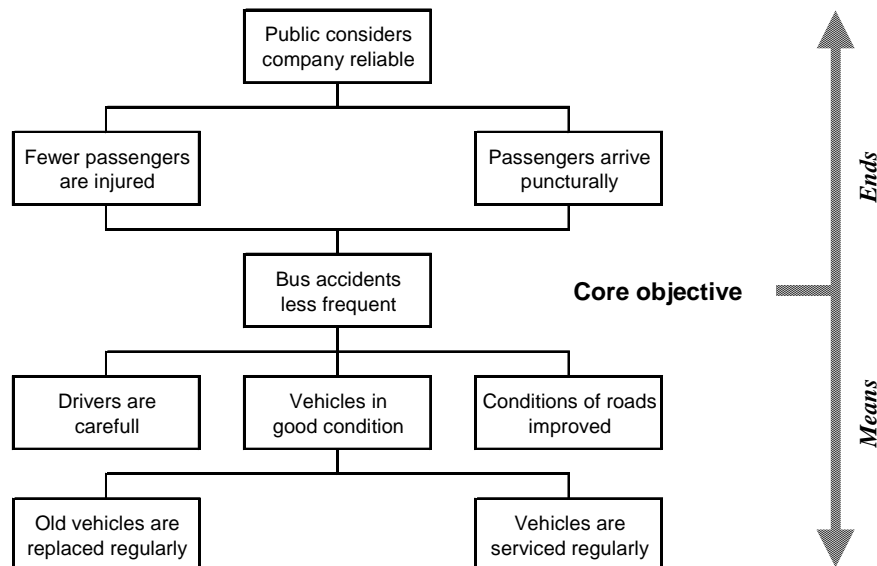 Public considers
company reliable
Fewer passengers
are injured
Passengers arrive
puncturally
Ends
Bus accidents
less frequent
Core objective
Drivers are
carefull
Vehicles in
good condition
Conditions of roads
improved
Means
Old vehicles are
replaced regularly
Vehicles are
serviced regularly